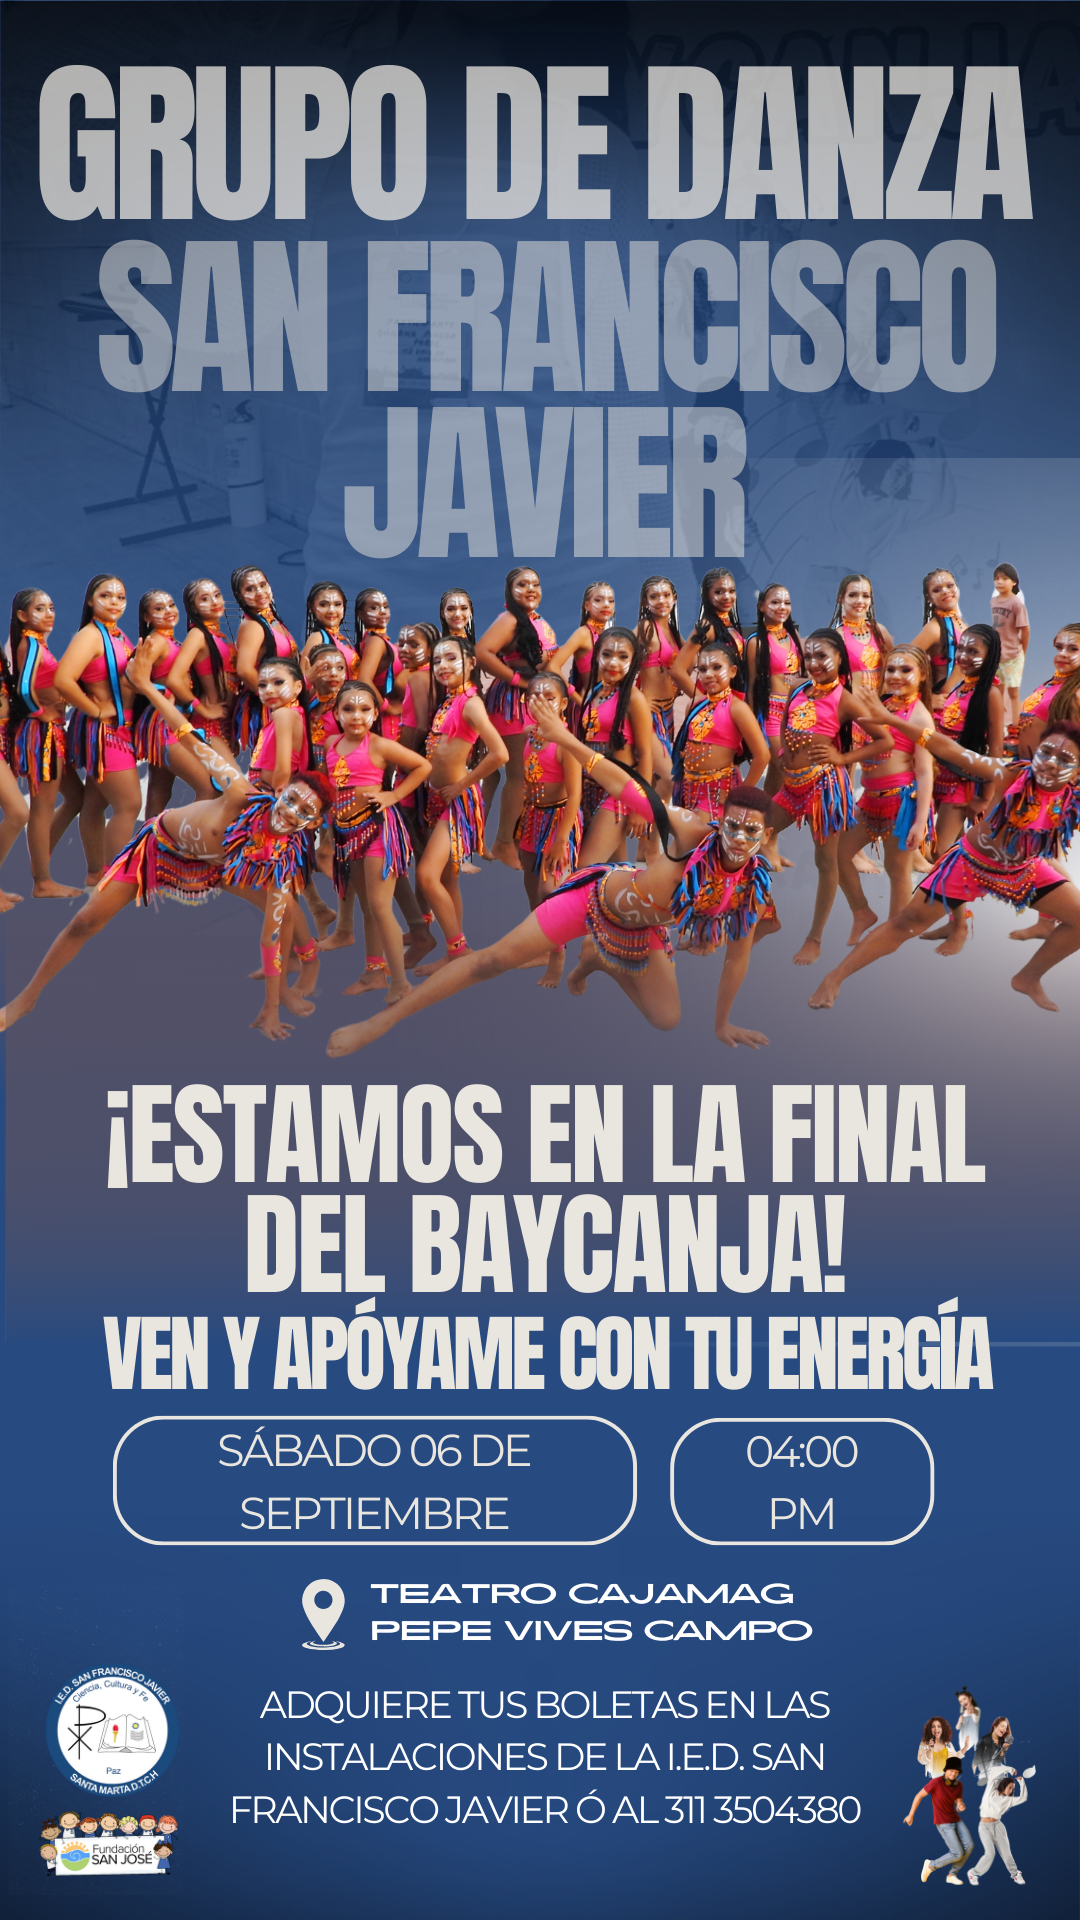 GRUPO DE DANZA
SAN FRANCISCO
JAVIER
¡ESTAMOS EN LA FINAL
DEL BAYCANJA!
VEN Y APÓYAME CON TU ENERGÍA
SÁBADO 06 DE
SEPTIEMBRE
04:00
PM
TEATRO CAJAMAG
PEPE VIVES CAMPO
ADQUIERE TUS BOLETAS EN LAS
INSTALACIONES DE LA I.E.D. SAN
FRANCISCO JAVIER Ó AL 311 3504380
I.E.D. SAN FRANCISCO JAVIER
Ciencia, Cultura y Fe
Paz
SANTA MARTA D.T.C.H
Fundación
SAN JOSÉ